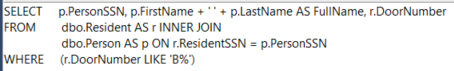 SELECT p.PersonSSN, p.FirstName + ' ' + p.LastName AS FullName, r.DoorNumber
FROM dbo.Resident AS r INNER JOIN
dbo.Person AS p ON r.ResidentSSN = p.PersonSSN
WHERE (r.DoorNumber LIKE 'B%')